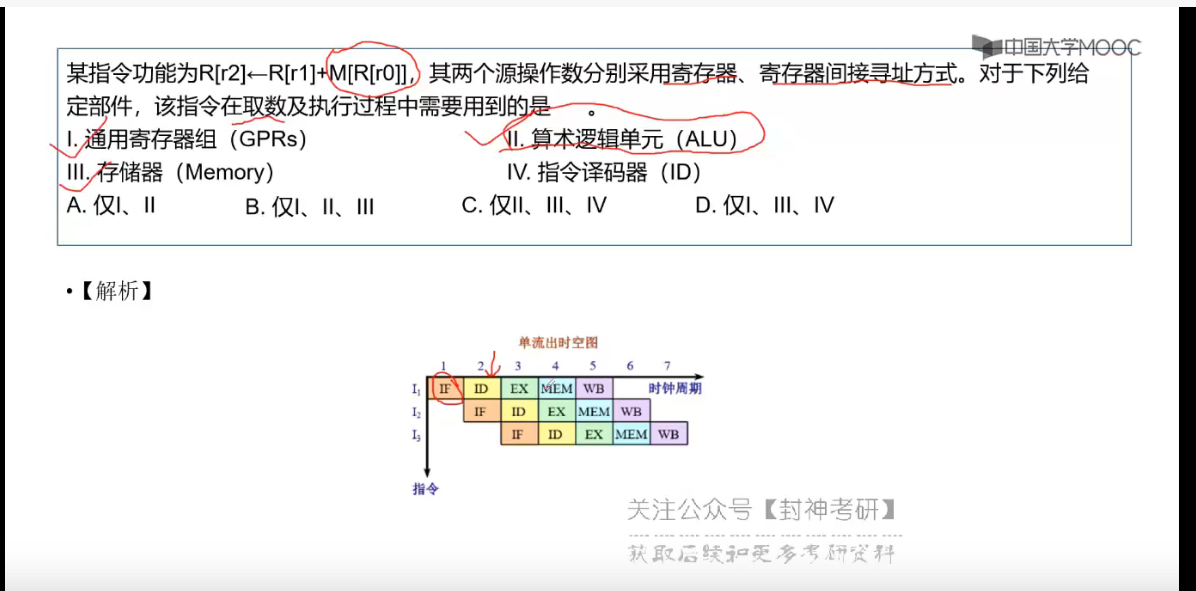 中国大学MOOC
某指令功能为R[r2]←R[r1]+M[R[r0]]，其两个源操作数分别采用寄存器、寄存器间接寻址方式。对于下列给
定部件，该指令在取数及执行过程中需要用到的是 。
I. 通用寄存器组（GPRs） II. 算术逻辑单元（ALU）
III. 存储器（Memory） IV. 指令译码器（ID）
A. 仅I、II B. 仅I、II、III C. 仅II、III、IV D. 仅I、III、IV
•【解析】
单流出时空图
1 2 3 4 5 6 7
I1 IF ID EX MEM WB 时钟周期
I2 IF ID EX MEM WB
I3 IF ID EX MEM WB
指令
关注公众号【封神考研】
获取后续和更多考研资料